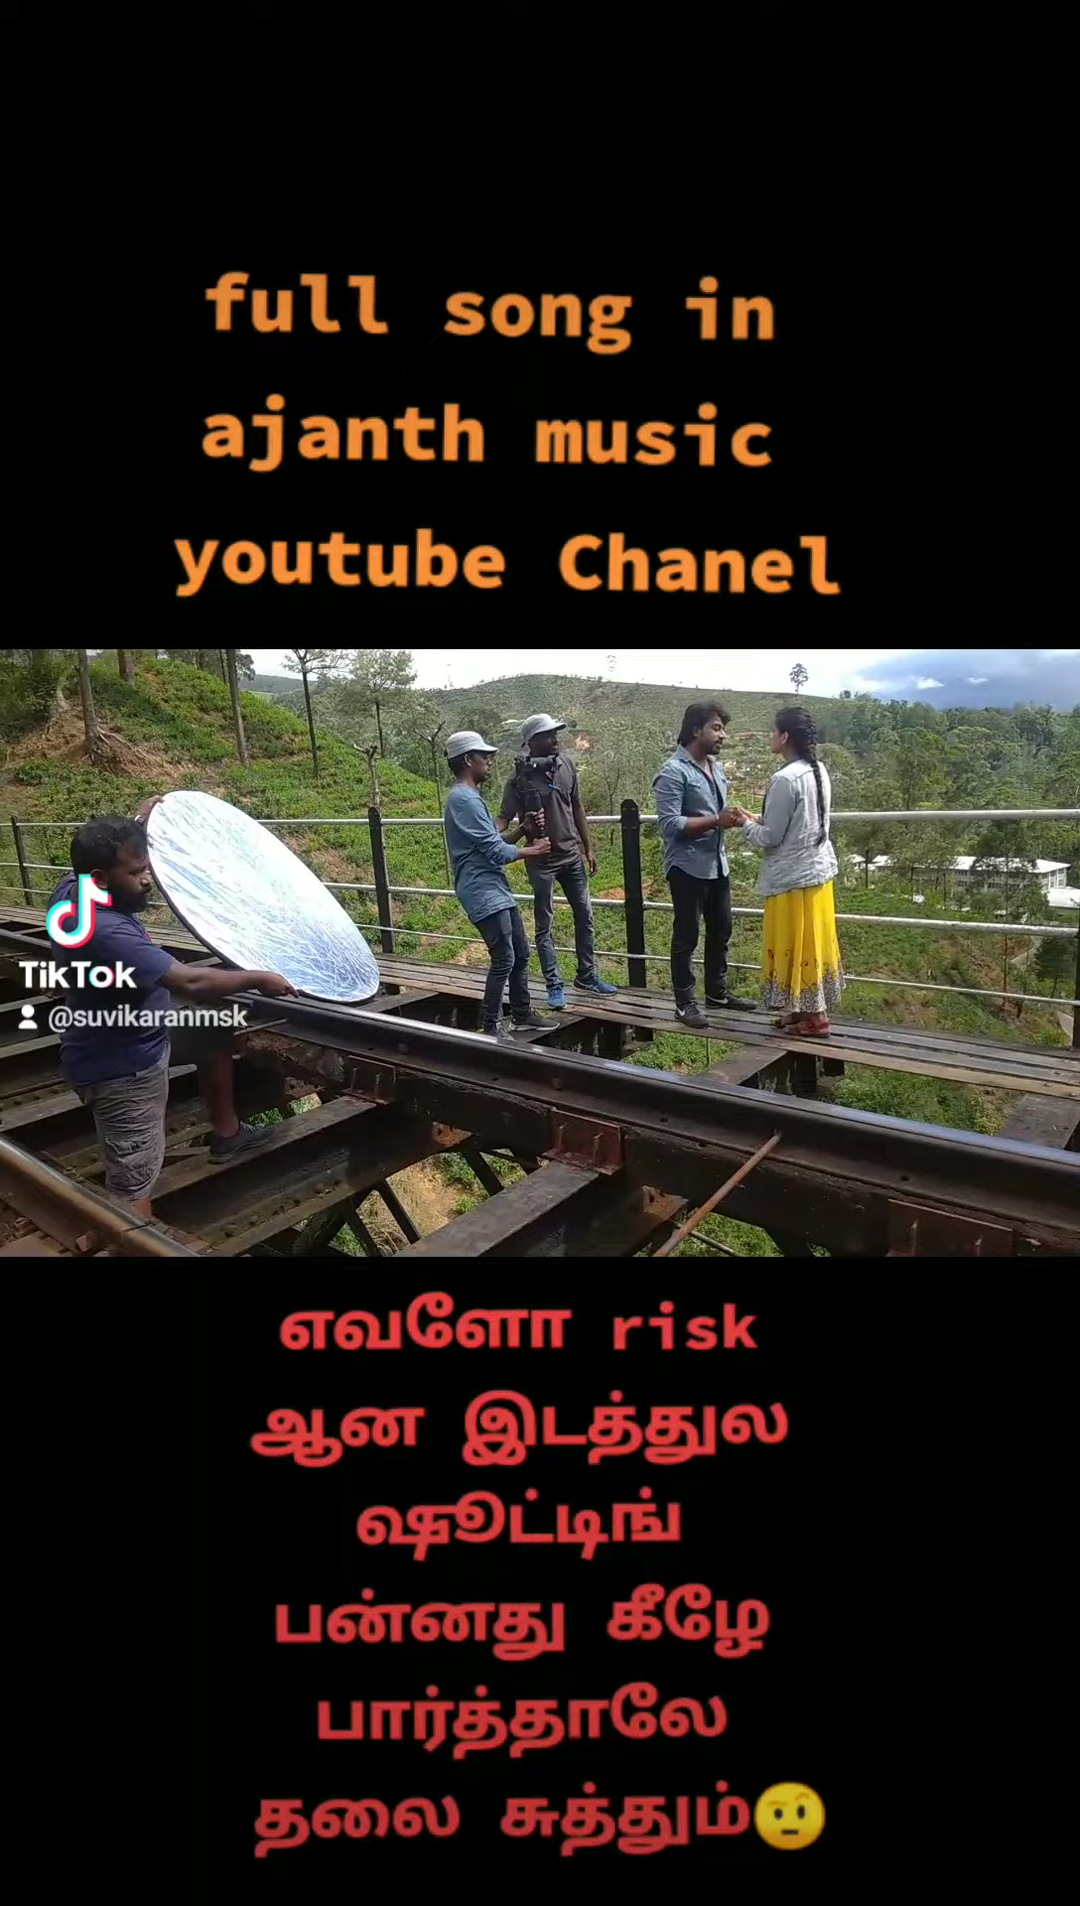 full song in
ajanth music
youtube Chanel
TikTok
@suvikaranmsk
எவளோ risk
ஆன இடத்துல
ஷூட்டிங்
பன்னது கீழே
பார்த்தாலே
தலை சுத்தும்🤨